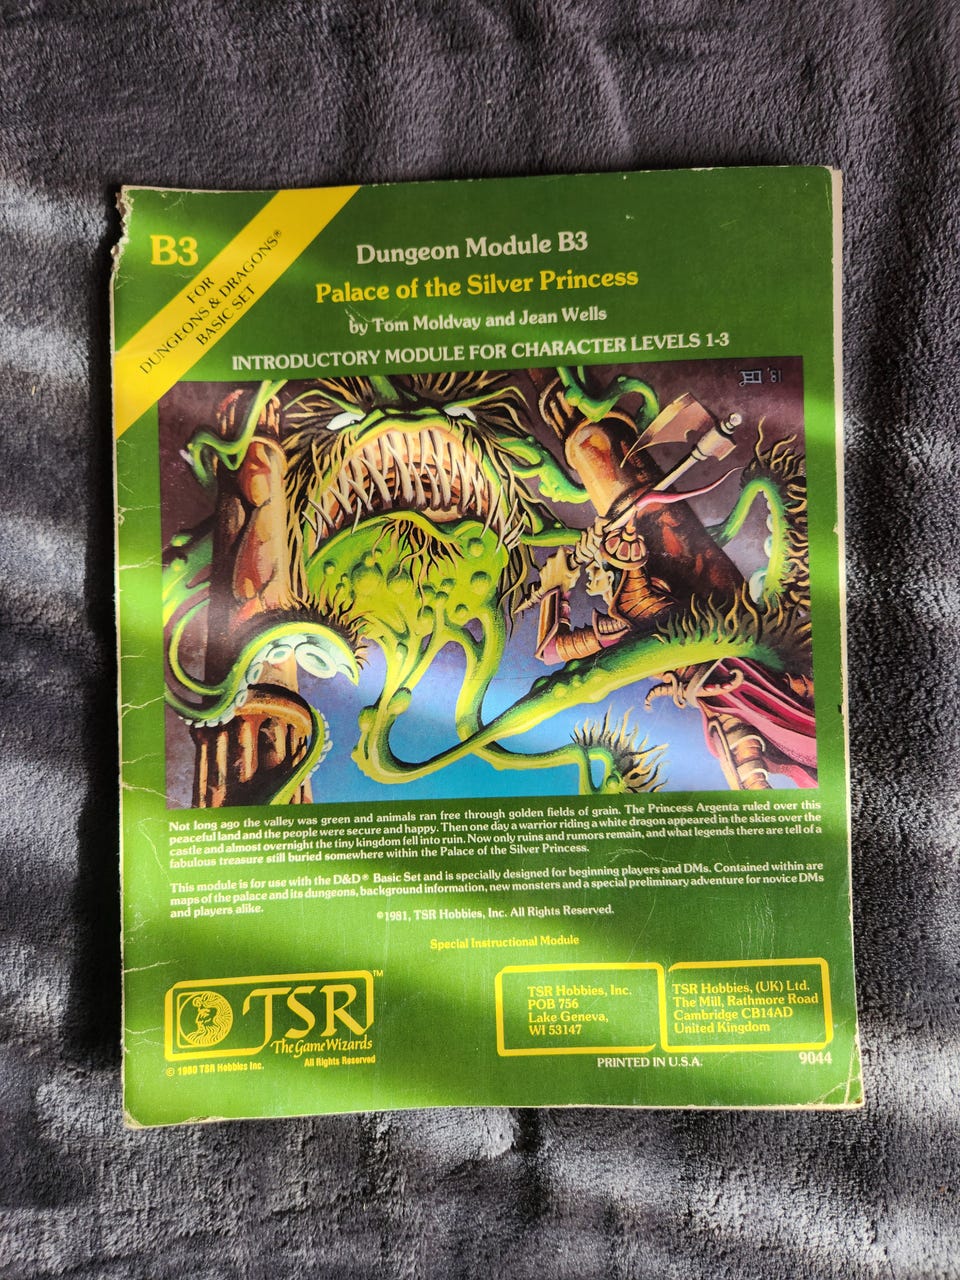 B3
FOR
DUNGEONS & DRAGONS®
BASIC SET
Dungeon Module B3
Palace of the Silver Princess
by Tom Moldvay and Jean Wells
INTRODUCTORY MODULE FOR CHARACTER LEVELS 1-3
'81
Not long ago the valley was green and animals ran free through golden fields of grain. The Princess Argenta ruled over this
peaceful land and the people were secure and happy. Then one day a warrior riding a white dragon appeared in the skies over the
castle and almost overnight the tiny kingdom fell into ruin. Now only ruins and rumors remain, and what legends there are tell of a
fabulous treasure still buried somewhere within the Palace of the Silver Princess.
This module is for use with the D&D® Basic Set and is specially designed for beginning players and DMs. Contained within are
maps of the palace and its dungeons, background information, new monsters and a special preliminary adventure for novice DMs
and players alike.
©1981, TSR Hobbies, Inc. All Rights Reserved.
Special Instructional Module
TSR™
The Game Wizards
© 1980 TSR Hobbies Inc.
All Rights Reserved
TSR Hobbies, Inc.
POB 756
Lake Geneva,
WI 53147
TSR Hobbies, (UK) Ltd.
The Mill, Rathmore Road
Cambridge CB14AD
United Kingdom
PRINTED IN U.S.A.
9044